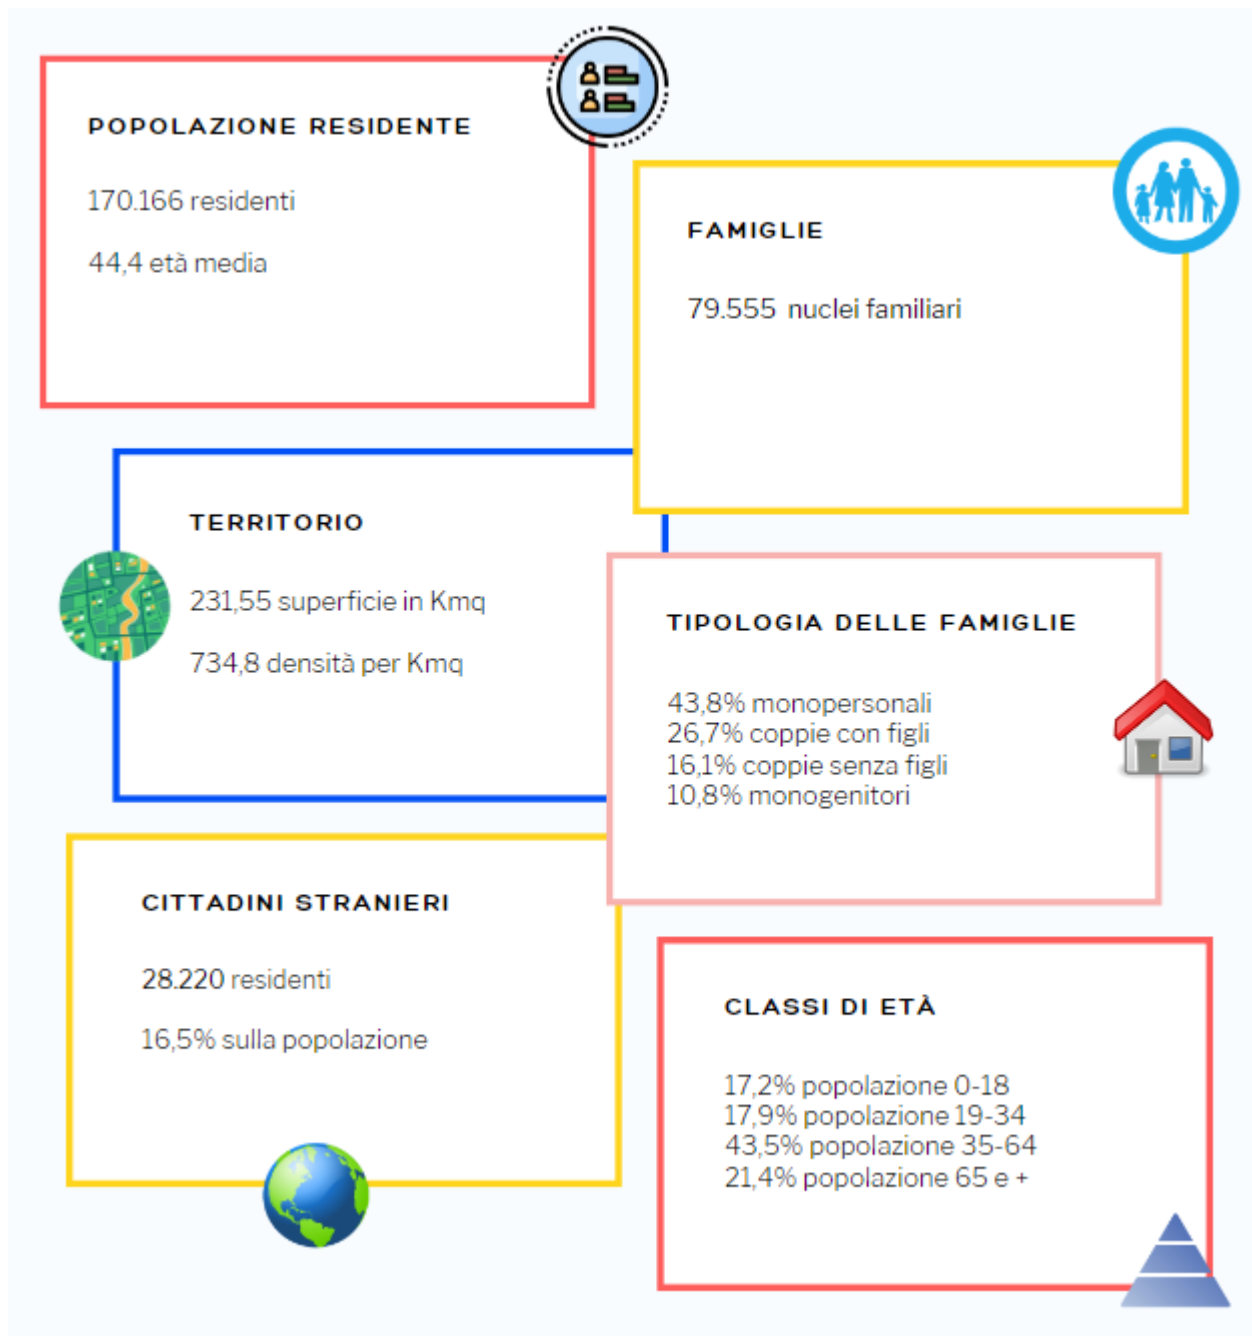 POPOLAZIONE RESIDENTE
170.166 residenti
44,4 età media
FAMIGLIE
79.555 nuclei familiari
TERRITORIO
231,55 superficie in Kmq
734,8 densità per Kmq
TIPOLOGIA DELLE FAMIGLIE
43,8% monopersonali
26,7% coppie con figli
16,1% coppie senza figli
10,8% monogenitori
CITTADINI STRANIERI
28.220 residenti
16,5% sulla popolazione
CLASSI DI ETÀ
17,2% popolazione 0-18
17,9% popolazione 19-34
43,5% popolazione 35-64
21,4% popolazione 65 e +